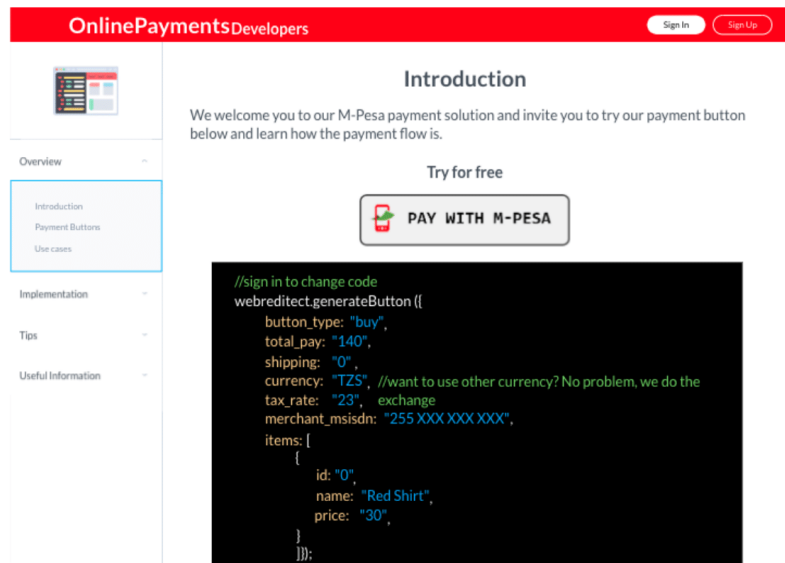 OnlinePayments Developers
Sign In
Sign Up
Overview
Introduction
Payment Buttons
Use cases
Implementation
Tips
Useful Information
Introduction
We welcome you to our M-Pesa payment solution and invite you to try our payment button
below and learn how the payment flow is.
Try for free
PAY WITH M-PESA
//sign in to change code
webreditect.generateButton ({
button_type: "buy",
total_pay: "140",
shipping: "0" ,
currency: "TZS", //want to use other currency? No problem, we do the
tax_rate: "23", exchange
merchant_msisdn: "255 XXX XXX XXX",
items: [
{
id: "0",
name: "Red Shirt",
price: "30",
}
]});